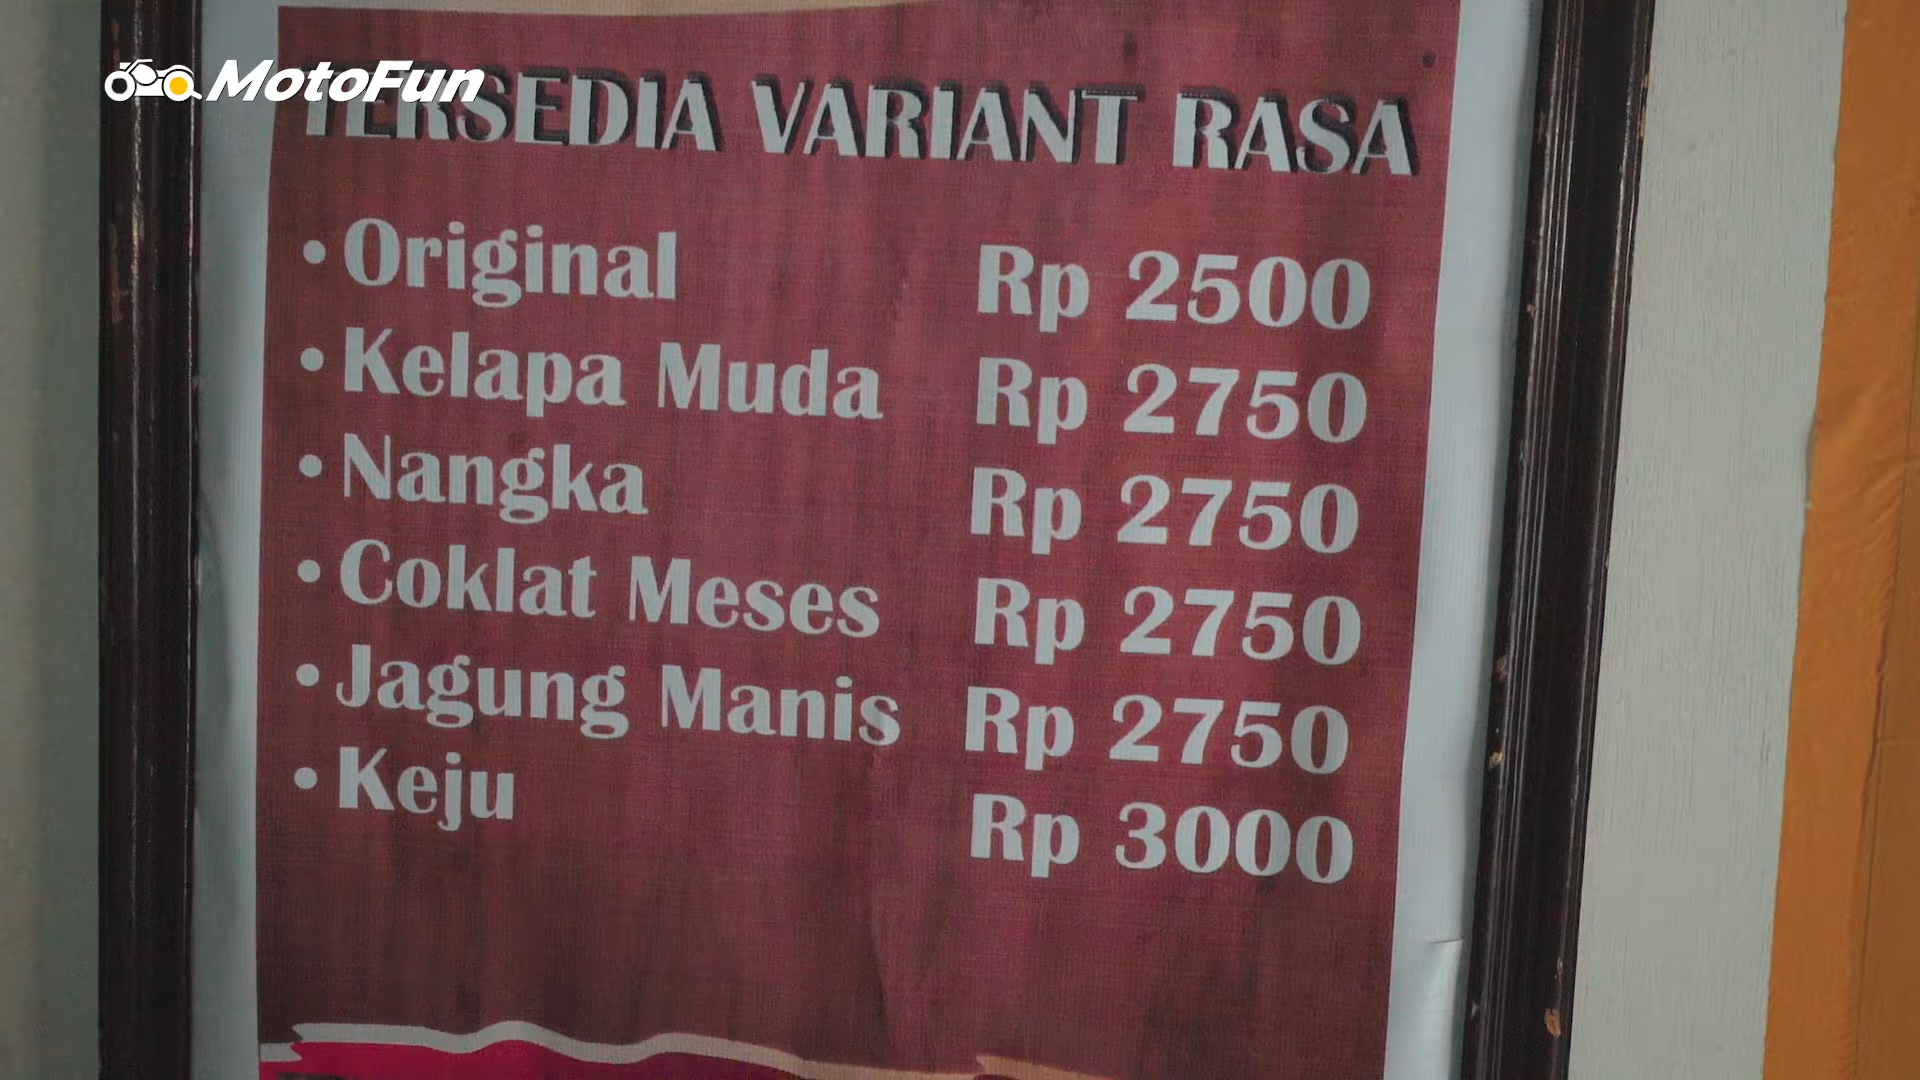 MotoFun
TERSEDIA VARIANT RASA
• Original Rp 2500
• Kelapa Muda Rp 2750
• Nangka Rp 2750
• Coklat Meses Rp 2750
• Jagung Manis Rp 2750
• Keju Rp 3000